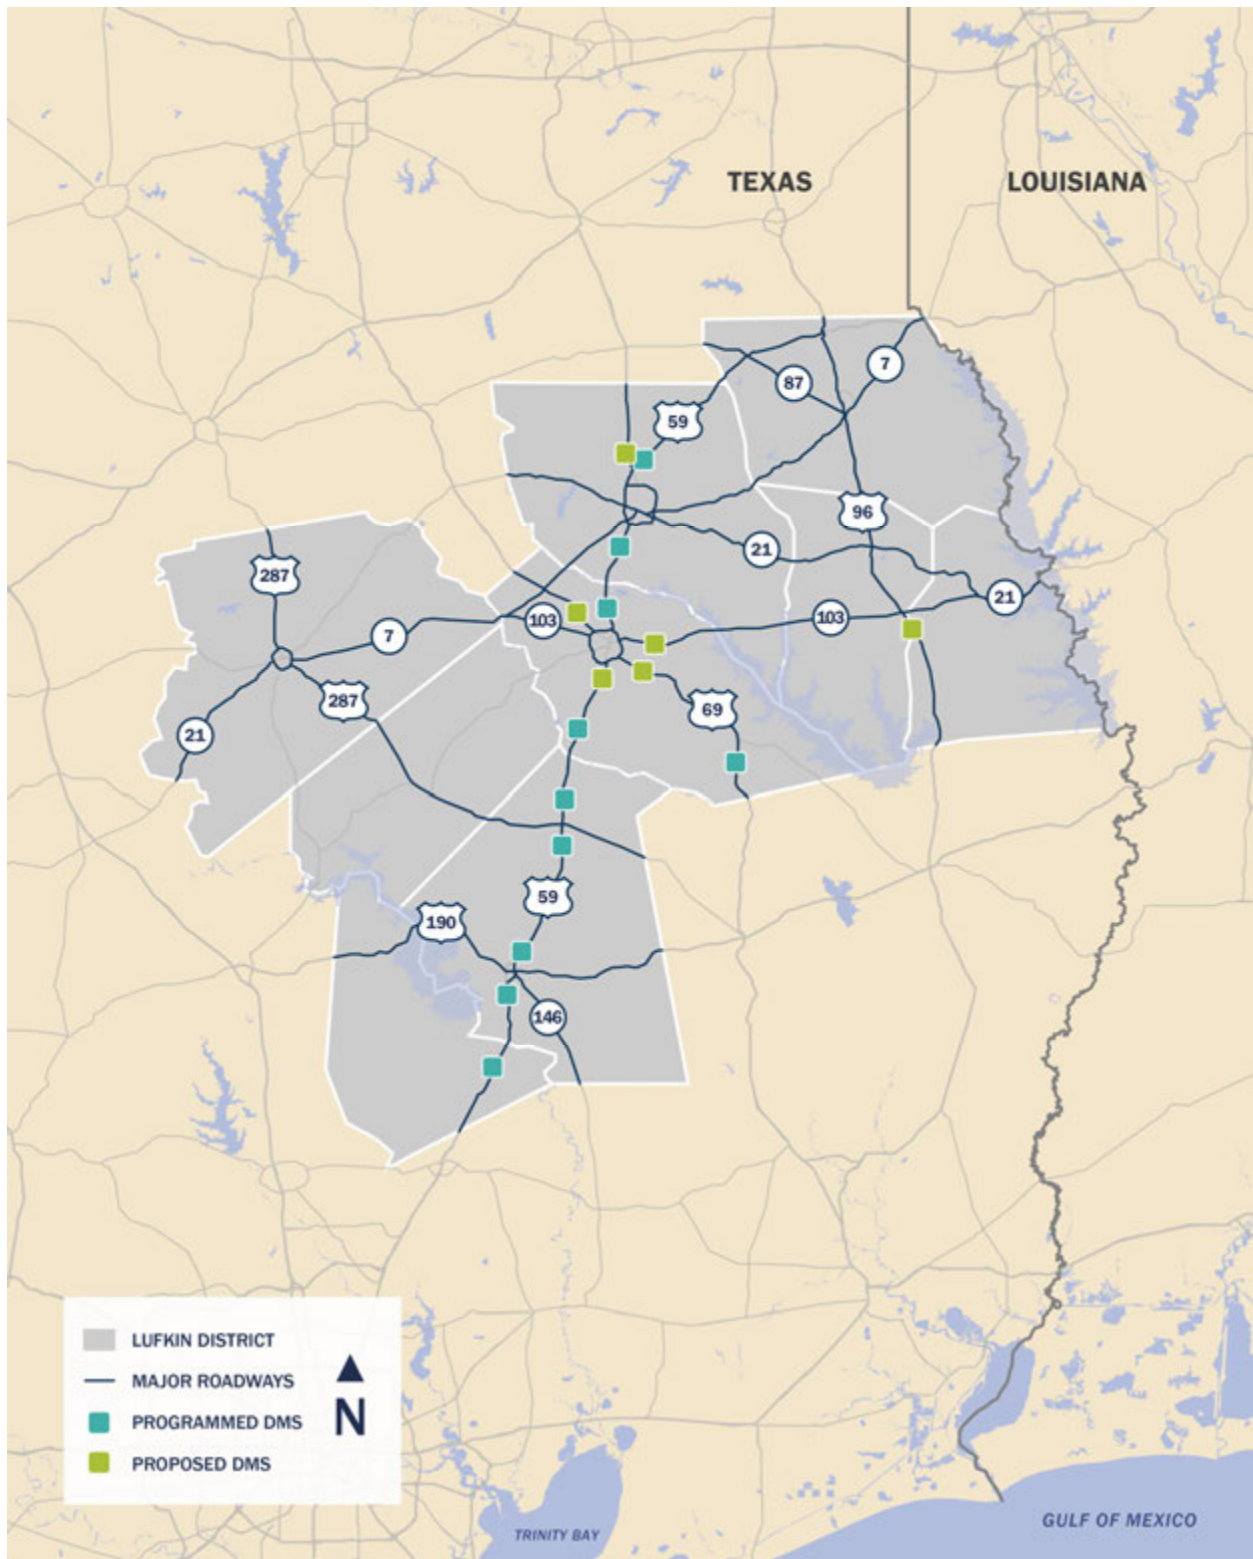 TEXAS
LOUISIANA
7
87
59
96
21
287
21
103
103
7
287
69
21
59
190
146
LUFKIN DISTRICT
MAJOR ROADWAYS
N
PROGRAMMED DMS
PROPOSED DMS
GULF OF MEXICO
TRINITY BAY